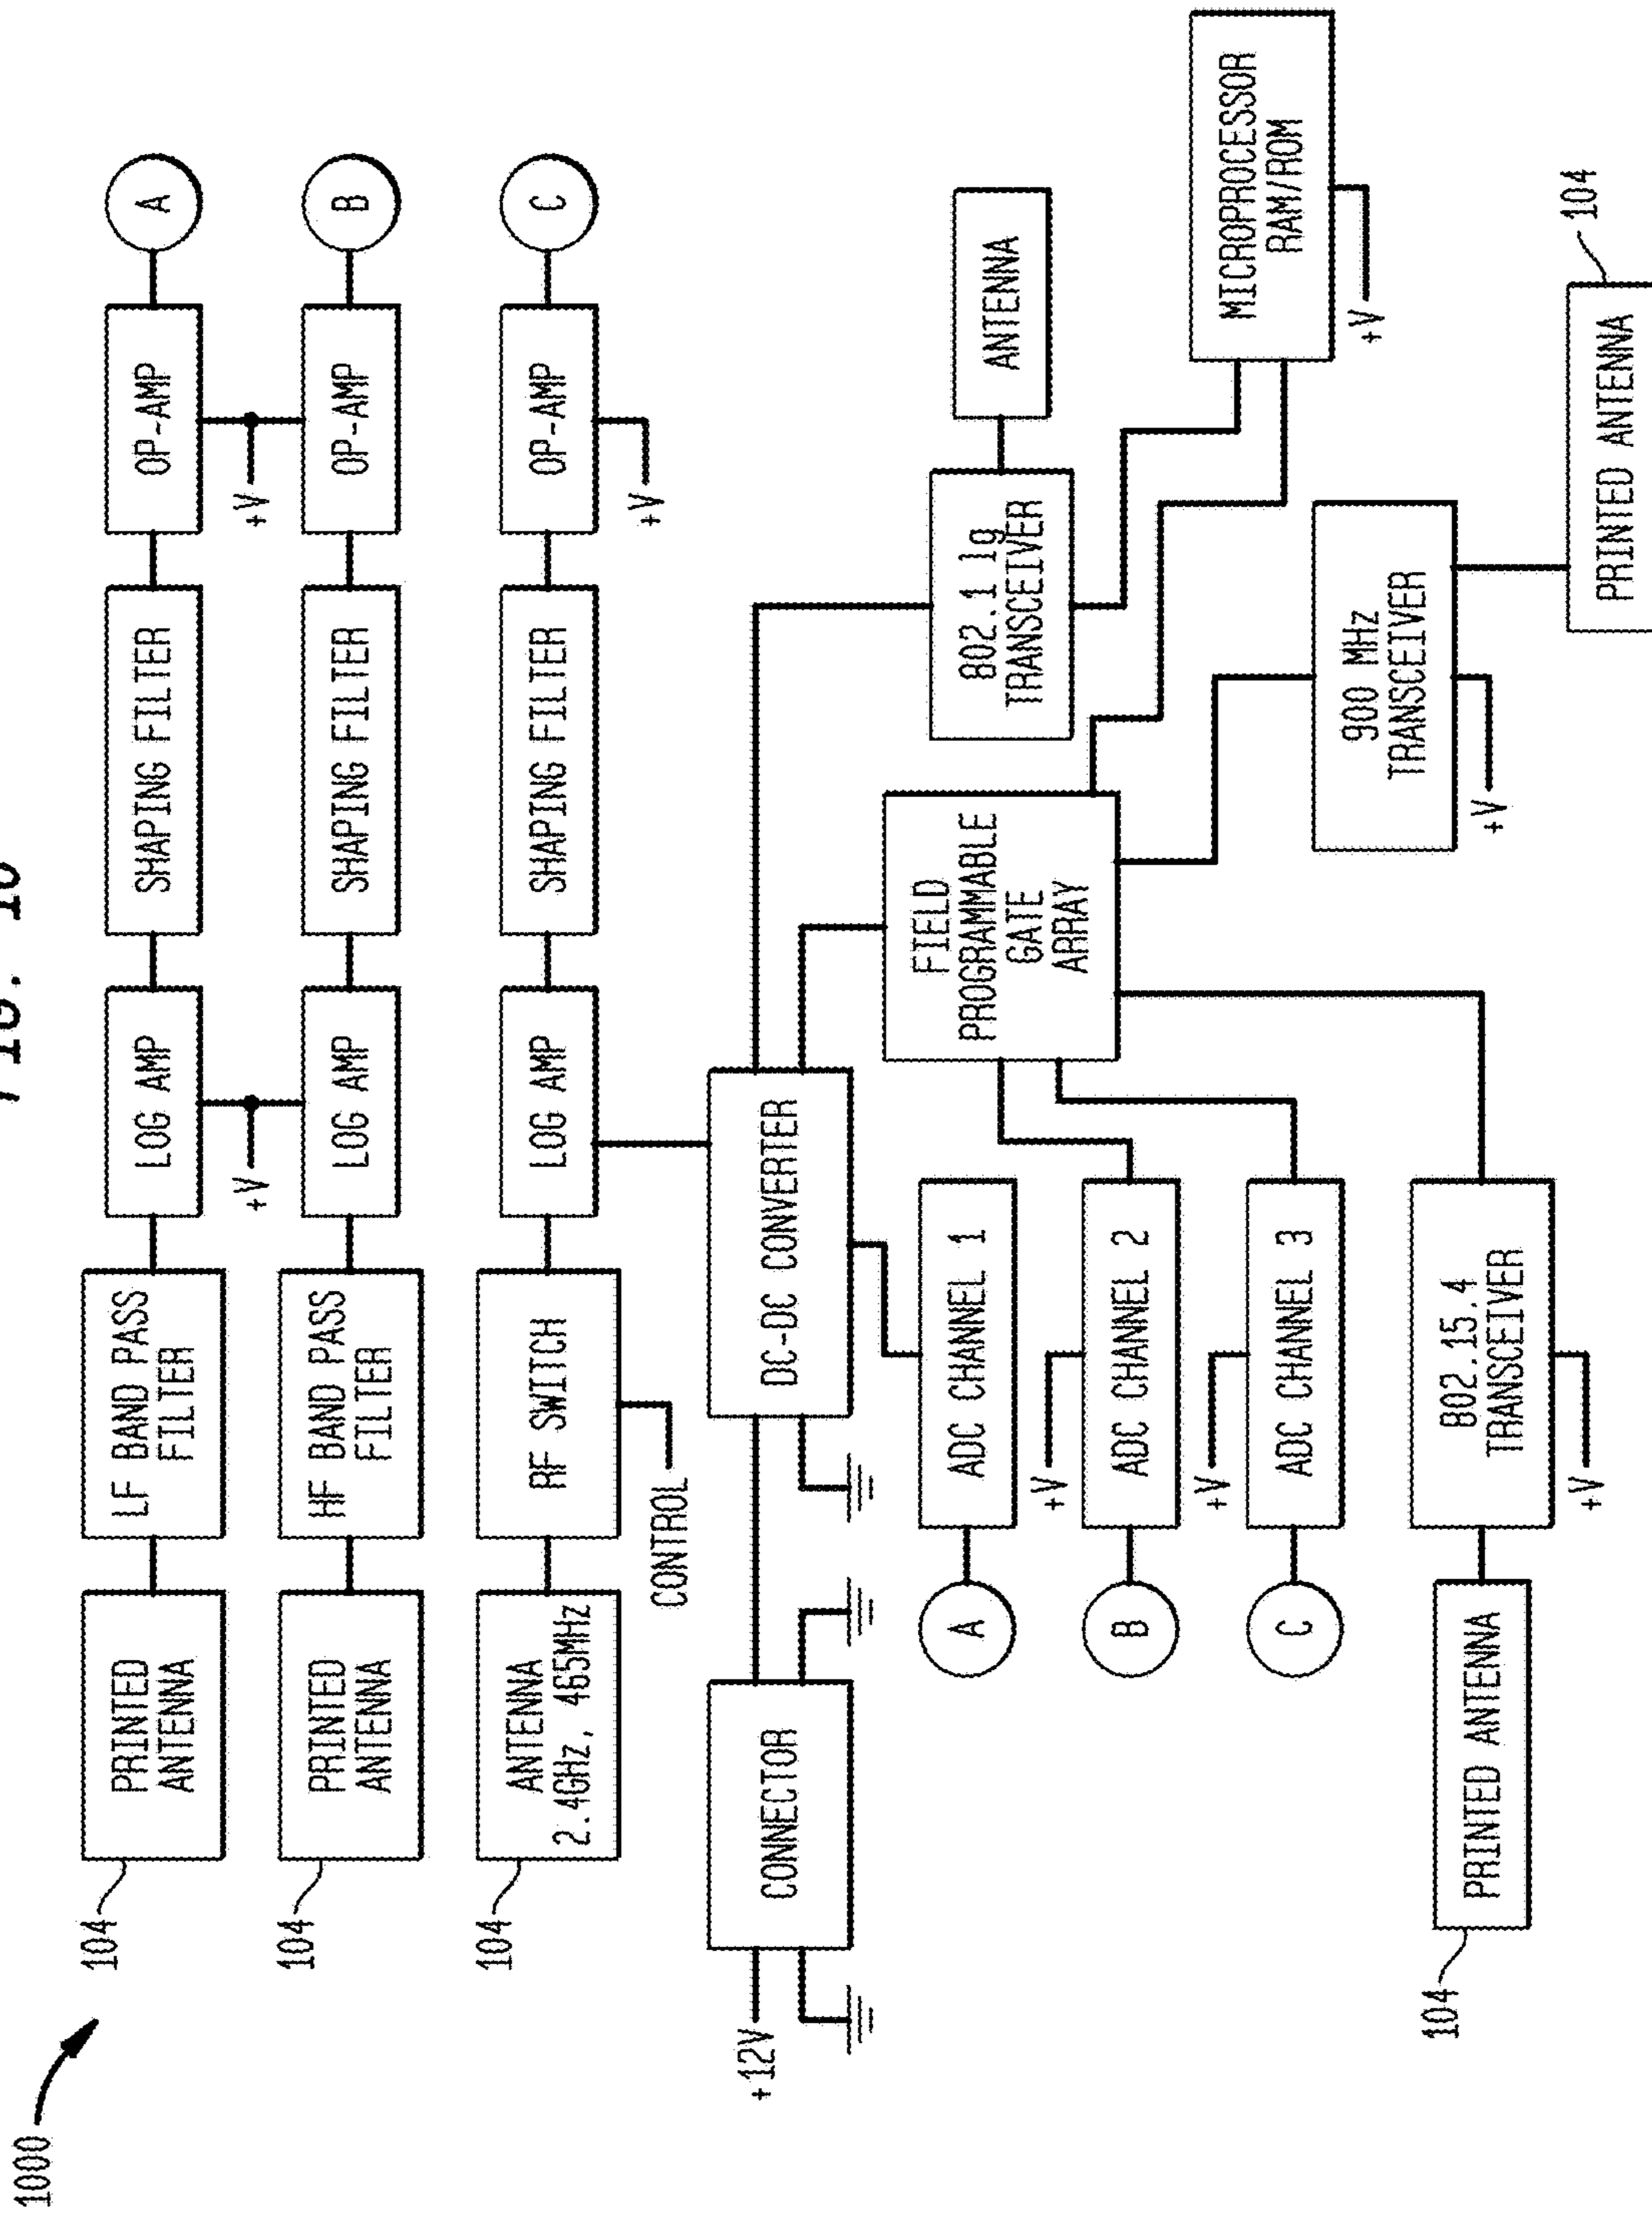 FIG. 10
1000
104
PRINTED
ANTENNA
LF BAND PASS
FILTER
LOG AMP
SHAPING FILTER
OP-AMP
A
+V
+V
104
PRINTED
ANTENNA
HF BAND PASS
FILTER
LOG AMP
SHAPING FILTER
OP-AMP
B
104
ANTENNA
2.4GHz, 465MHz
RF SWITCH
LOG AMP
SHAPING FILTER
OP-AMP
C
CONTROL
+V
+12V
CONNECTOR
DC-DC CONVERTER
802.1 1g
TRANSCEIVER
ANTENNA
A
ADC CHANNEL 1
FIELD
PROGRAMMABLE
GATE
ARRAY
+V
B
ADC CHANNEL 2
+V
C
ADC CHANNEL 3
MICROPROCESSOR
RAM/ROM
+V
900 MHz
TRANSCEIVER
+V
104
PRINTED ANTENNA
802.15.4
TRANSCEIVER
+V
104
PRINTED ANTENNA